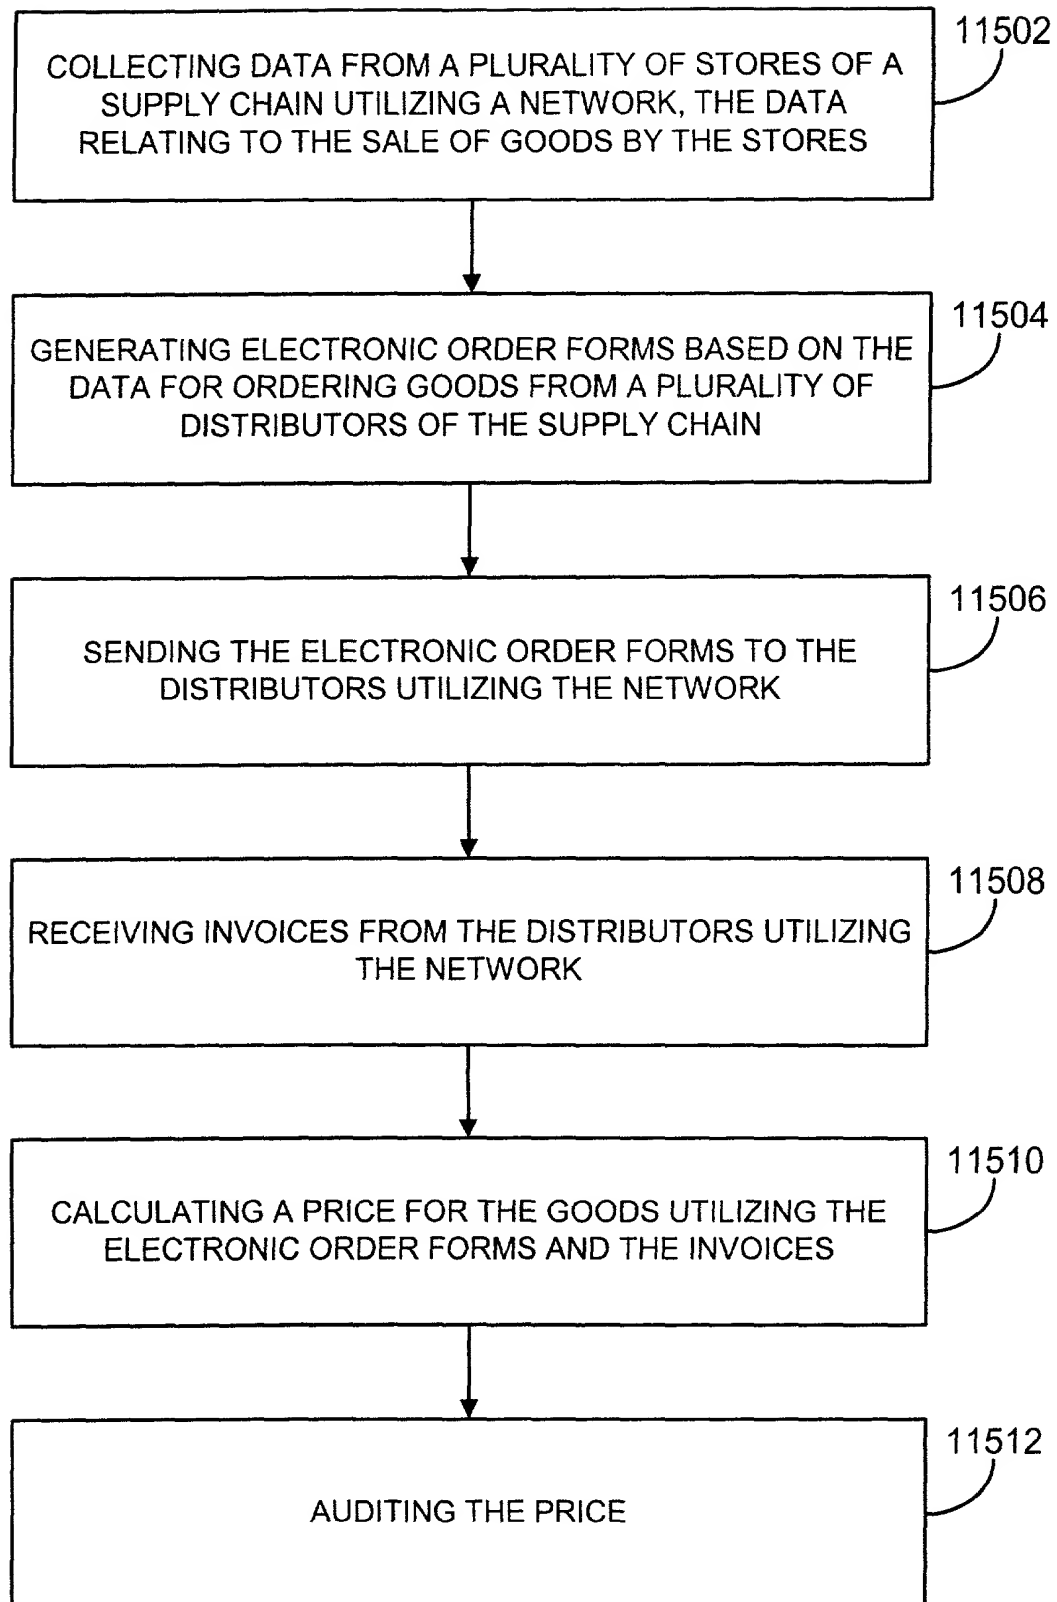 11502
COLLECTING DATA FROM A PLURALITY OF STORES OF A
SUPPLY CHAIN UTILIZING A NETWORK, THE DATA
RELATING TO THE SALE OF GOODS BY THE STORES
11504
GENERATING ELECTRONIC ORDER FORMS BASED ON THE
DATA FOR ORDERING GOODS FROM A PLURALITY OF
DISTRIBUTORS OF THE SUPPLY CHAIN
11506
SENDING THE ELECTRONIC ORDER FORMS TO THE
DISTRIBUTORS UTILIZING THE NETWORK
11508
RECEIVING INVOICES FROM THE DISTRIBUTORS UTILIZING
THE NETWORK
11510
CALCULATING A PRICE FOR THE GOODS UTILIZING THE
ELECTRONIC ORDER FORMS AND THE INVOICES
11512
AUDITING THE PRICE